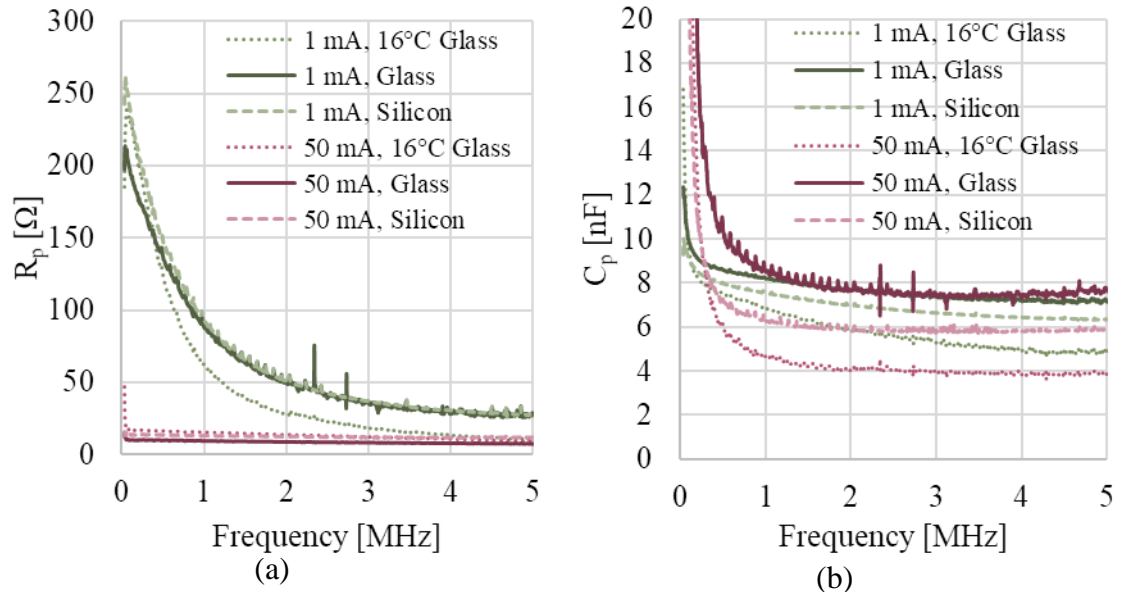 300
250
200
150
100
50
0
R_p [Ω]
1 mA, 16°C Glass
1 mA, Glass
1 mA, Silicon
50 mA, 16°C Glass
50 mA, Glass
50 mA, Silicon
0 1 2 3 4 5
Frequency [MHz]
(a)
20
18
16
14
12
10
8
6
4
2
0
C_p [nF]
1 mA, 16°C Glass
1 mA, Glass
1 mA, Silicon
50 mA, 16°C Glass
50 mA, Glass
50 mA, Silicon
0 1 2 3 4 5
Frequency [MHz]
(b)